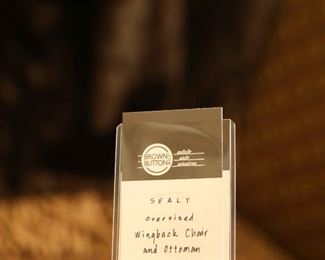 BROWN
BUTTON
estate
sale
services
SEALY
oversized
Wingback Chair
and Ottoman